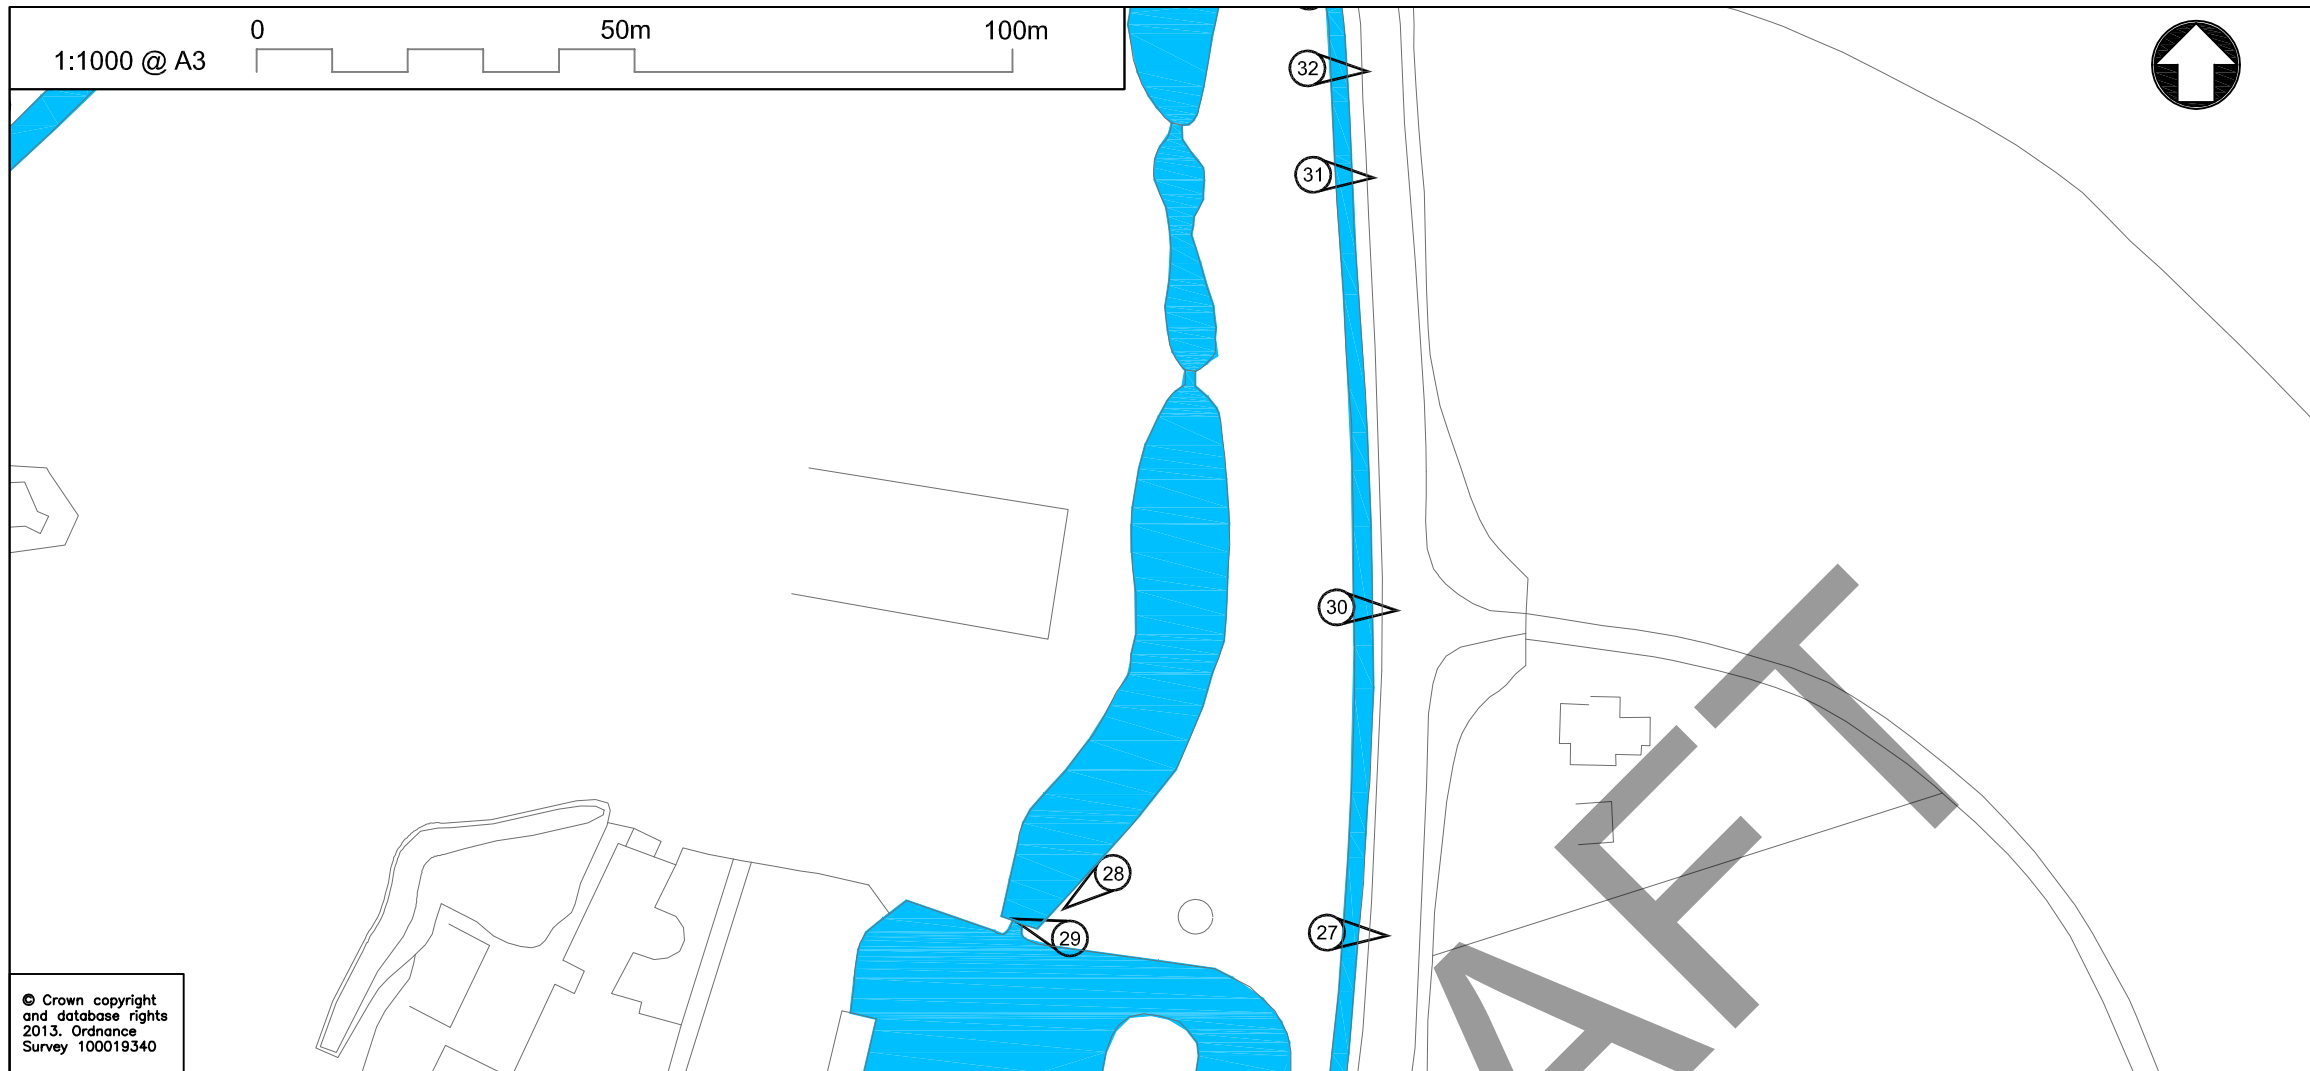 0 50m 100m
1:1000 @ A3
32
31
30
28
29
27
© Crown copyright
and database rights
2013. Ordnance
Survey 100019340
AFT